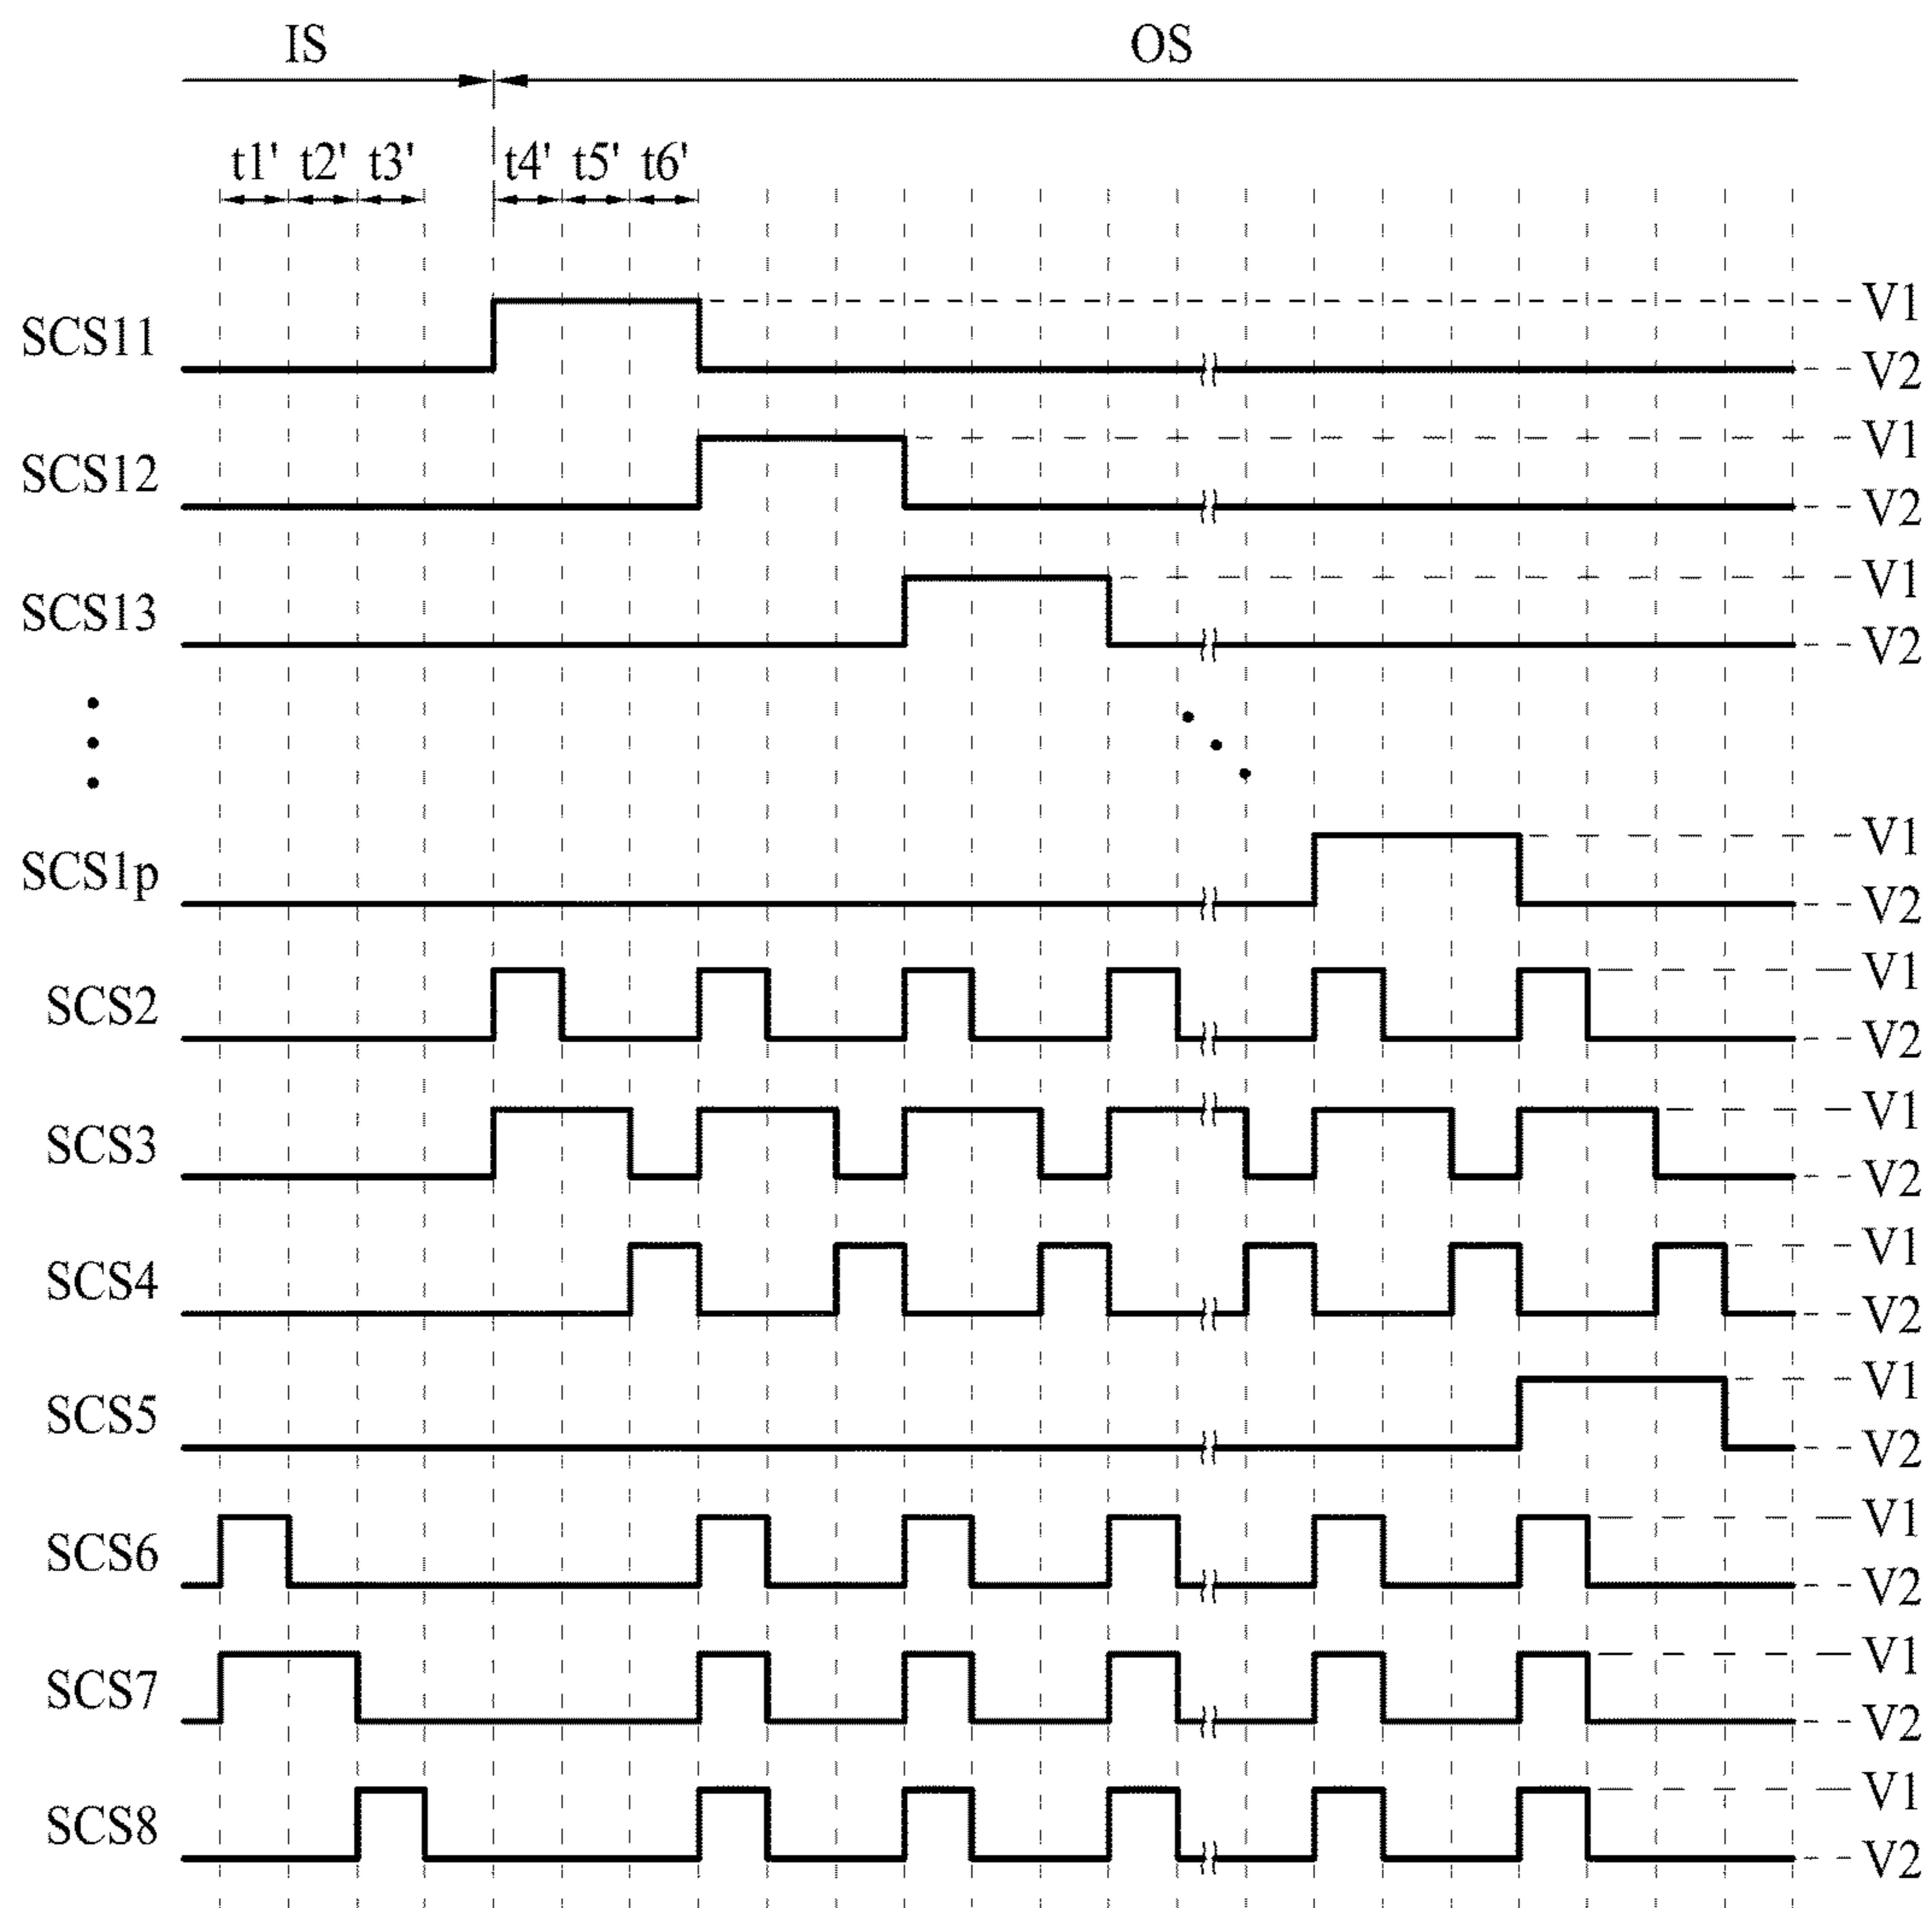 IS OS
t1' t2' t3' t4' t5' t6'
SCS11 V1
V2
SCS12 V1
V2
SCS13 V1
V2
SCS1p V1
V2
SCS2 V1
V2
SCS3 V1
V2
SCS4 V1
V2
SCS5 V1
V2
SCS6 V1
V2
SCS7 V1
V2
SCS8 V1
V2